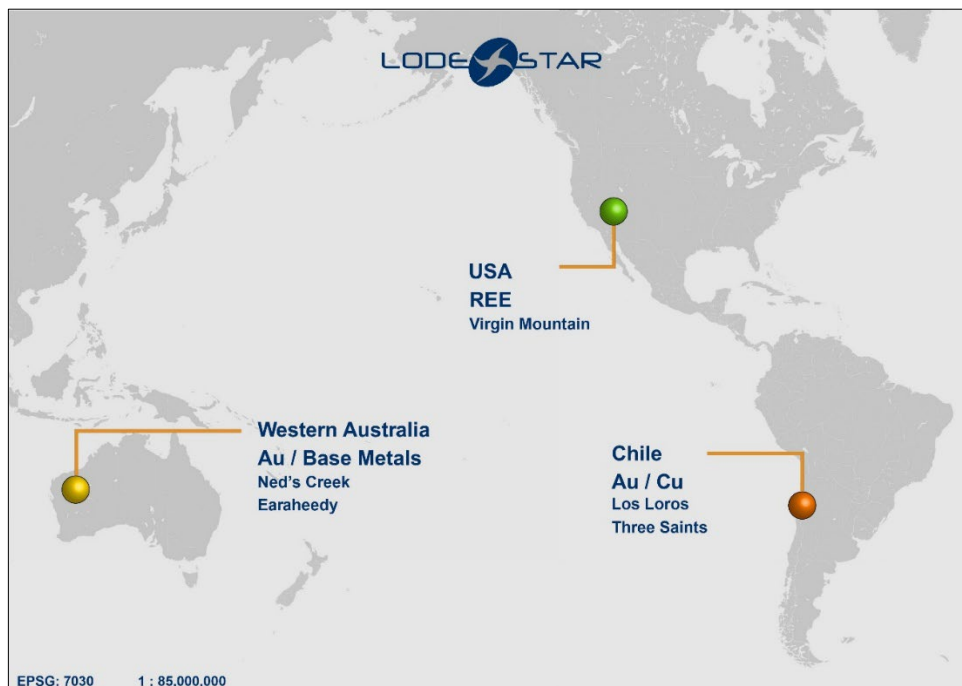 LODESTAR
USA
REE
Virgin Mountain
Western Australia
Au / Base Metals
Ned's Creek
Earaheedy
Chile
Au / Cu
Los Loros
Three Saints
EPSG: 7030 1 : 85,000,000